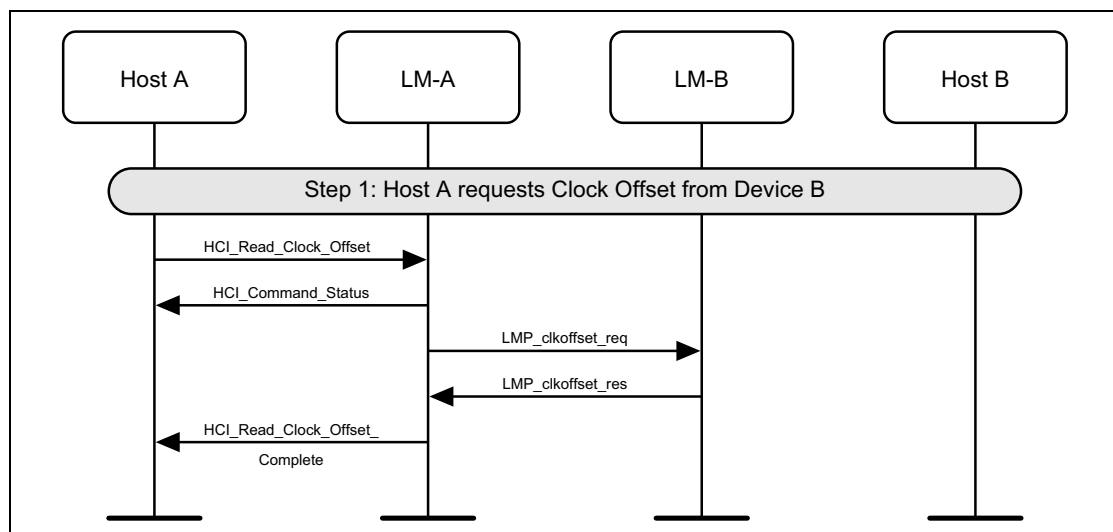 Host A
LM-A
LM-B
Host B
Step 1: Host A requests Clock Offset from Device B
HCI_Read_Clock_Offset
HCI_Command_Status
LMP_clkoffset_req
LMP_clkoffset_res
HCI_Read_Clock_Offset_
Complete